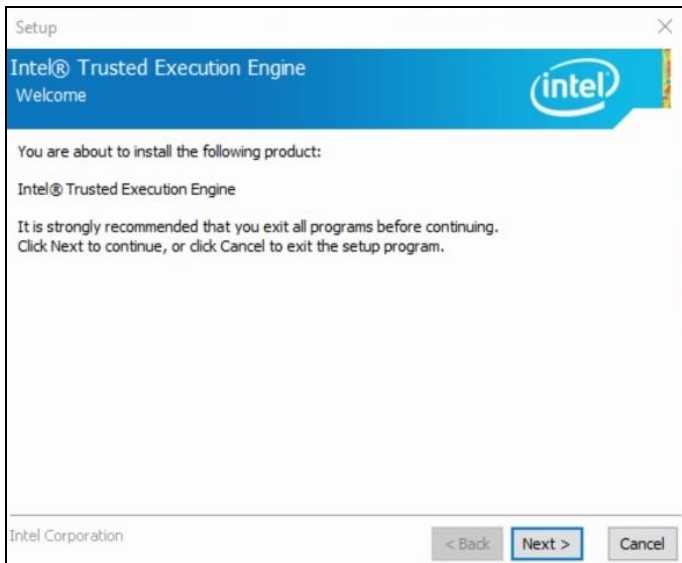 Setup
Intel® Trusted Execution Engine
Welcome
intel
You are about to install the following product:
Intel® Trusted Execution Engine
It is strongly recommended that you exit all programs before continuing.
Click Next to continue, or click Cancel to exit the setup program.
Intel Corporation
< Back Next > Cancel